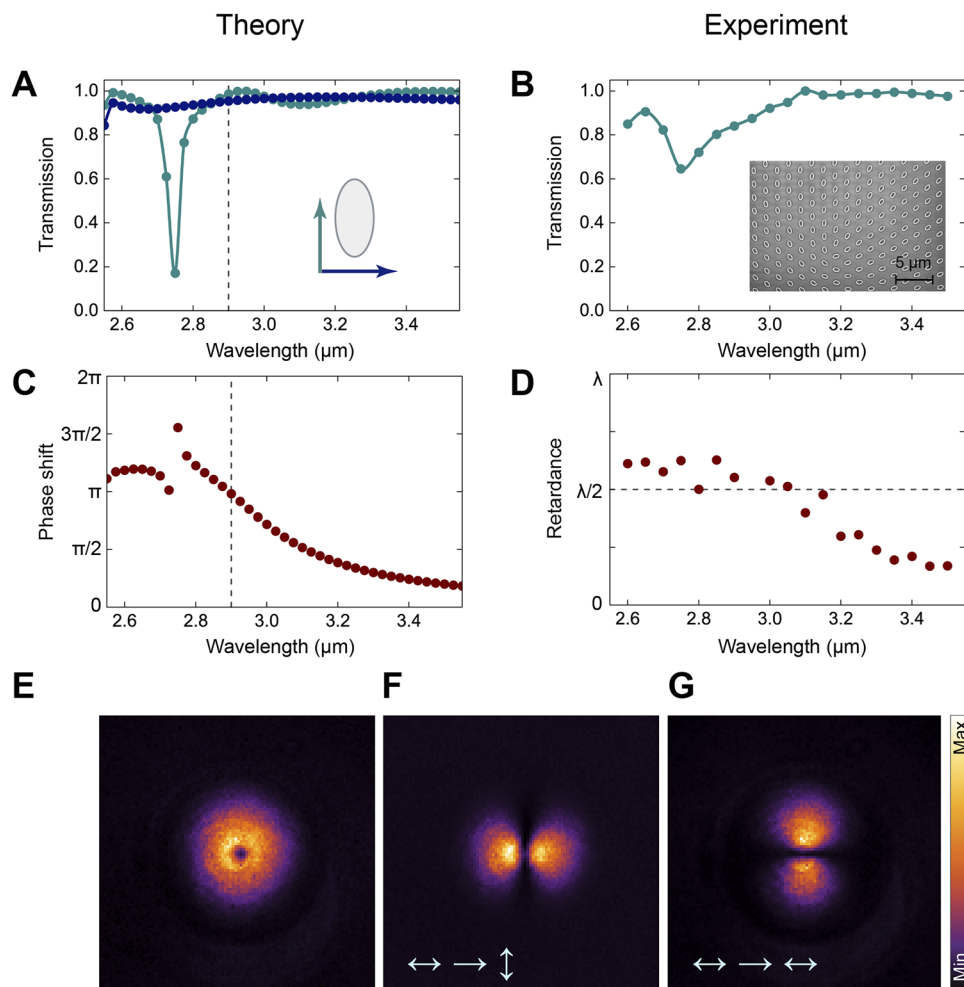 Theory
Experiment
A
1.0
0.8
0.6
0.4
0.2
0.0
Transmission
2.6
3.0
3.4
Wavelength (μm)
B
1.0
0.8
0.6
0.4
0.2
0.0
Transmission
5 μm
2.6
2.8
3.0
3.2
3.4
Wavelength (μm)
C
2π
3π/2
π
π/2
0
Phase shift
2.6
2.8
3.0
3.2
3.4
Wavelength (μm)
D
λ
λ/2
0
Retardance
2.6
2.8
3.0
3.2
3.4
Wavelength (μm)
E
F
G
Max
Min